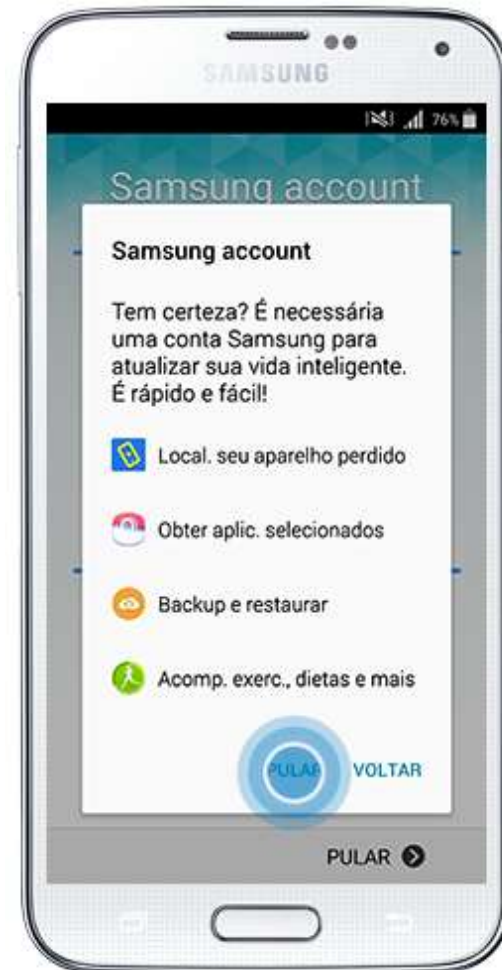 SAMSUNG
76%
Samsung account
Samsung account
Tem certeza? É necessária
uma conta Samsung para
atualizar sua vida inteligente.
É rápido e fácil!
Local. seu aparelho perdido
Obter aplic. selecionados
Backup e restaurar
Acomp. exerc., dietas e mais
PULAR VOLTAR
PULAR